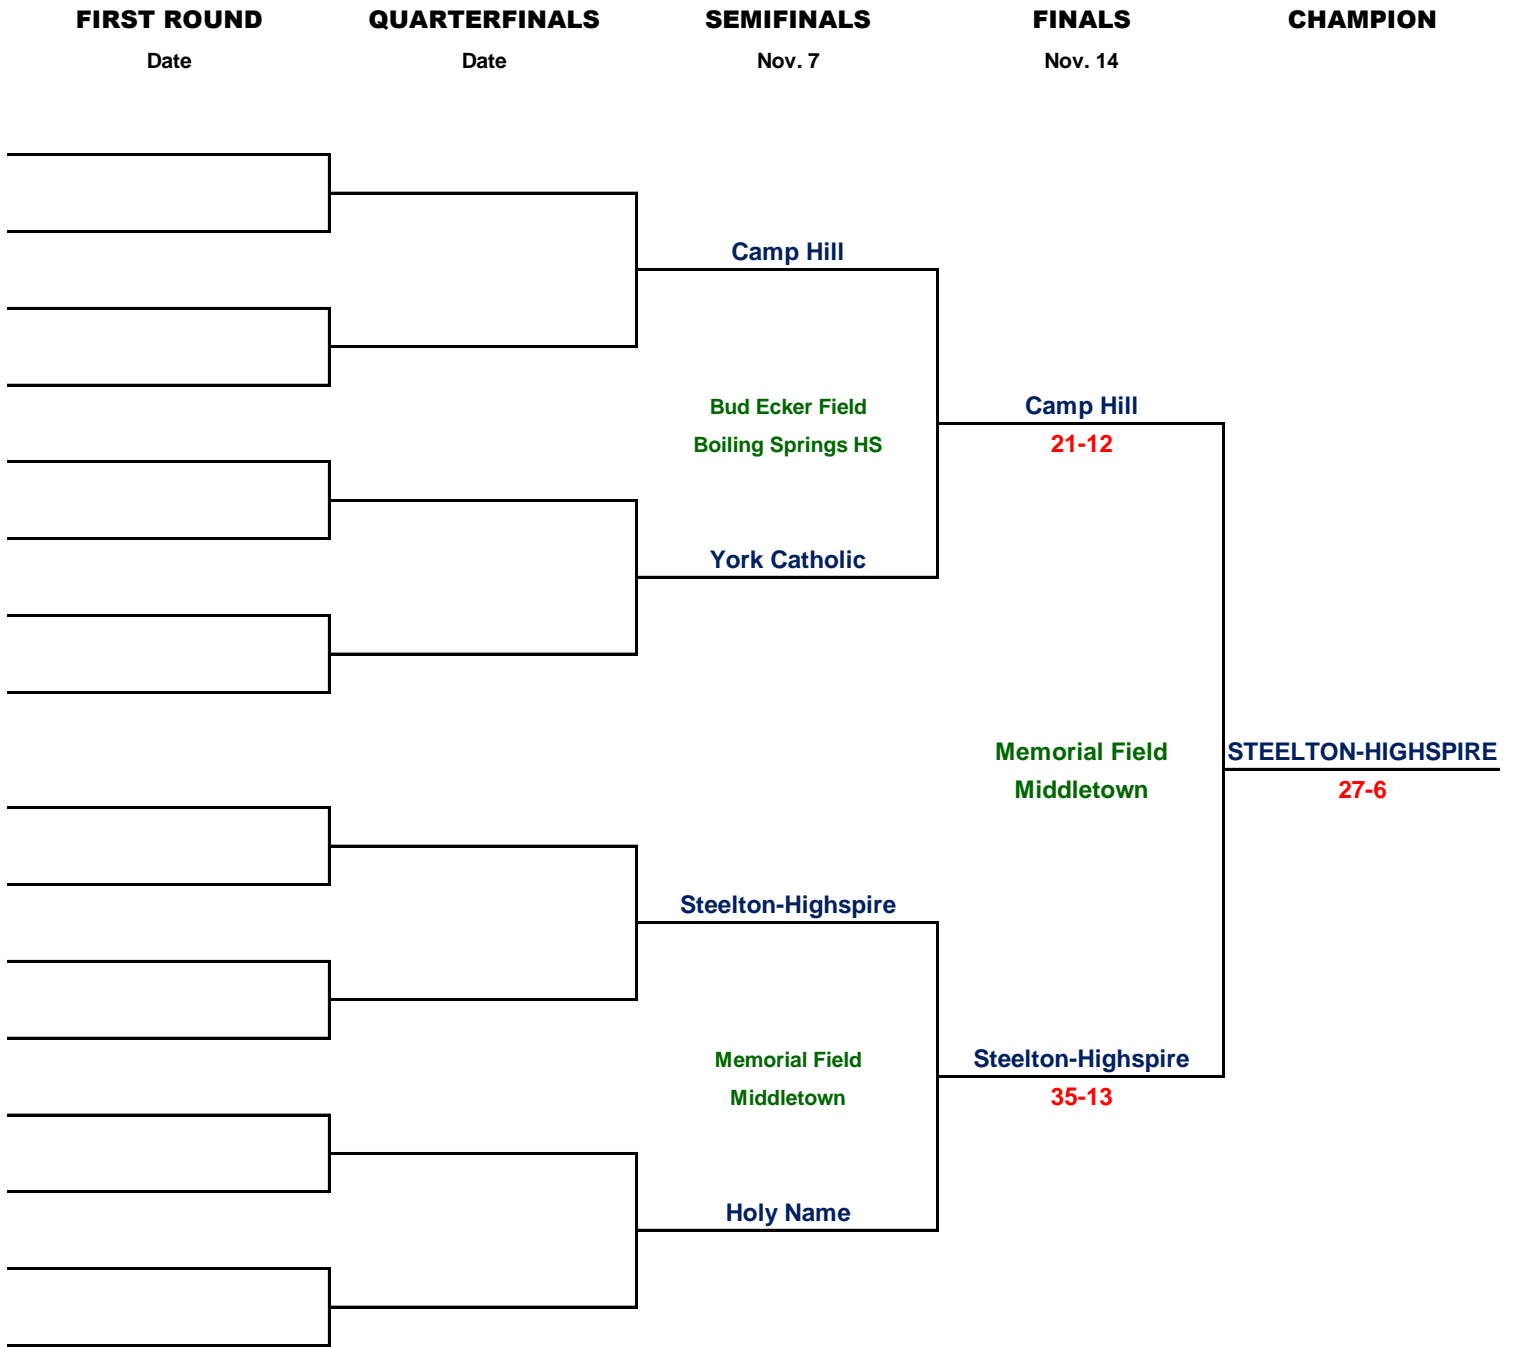 FIRST ROUND QUARTERFINALS SEMIFINALS FINALS CHAMPION
Date Date Nov. 7 Nov. 14
Camp Hill
Bud Ecker Field
Boiling Springs HS
Camp Hill
21-12
York Catholic
Memorial Field
Middletown
STEELTON-HIGHSPIRE
27-6
Steelton-Highspire
Memorial Field
Middletown
Steelton-Highspire
35-13
Holy Name